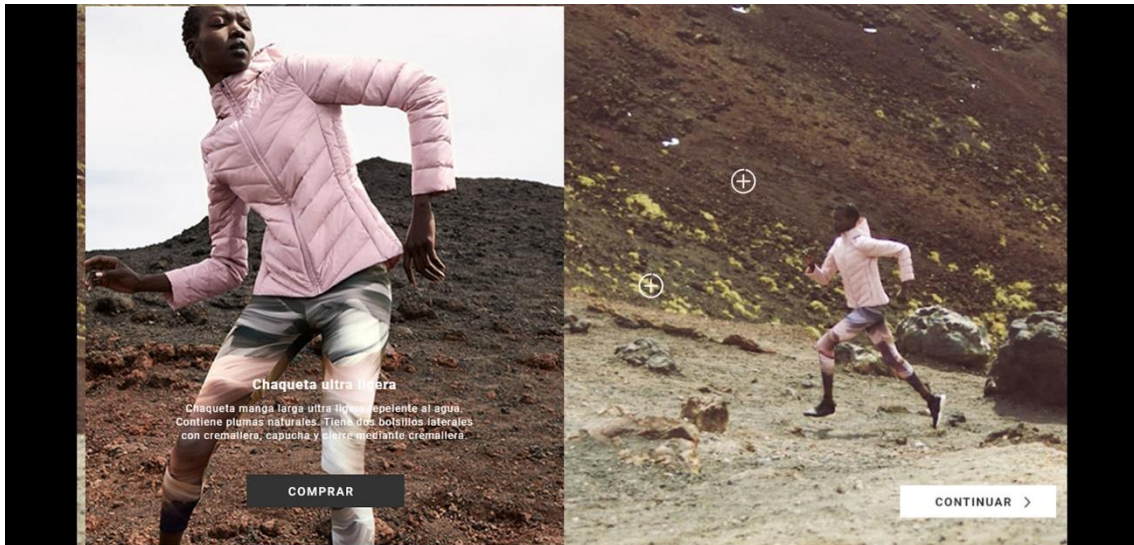 Chaqueta ultra ligera
Chaqueta manga larga ultra ligera repelente al agua.
Contiene plumas naturales. Tiene dos bolsillos laterales
con cremallera, capucha y cierre mediante cremallera.
COMPRAR
CONTINUAR